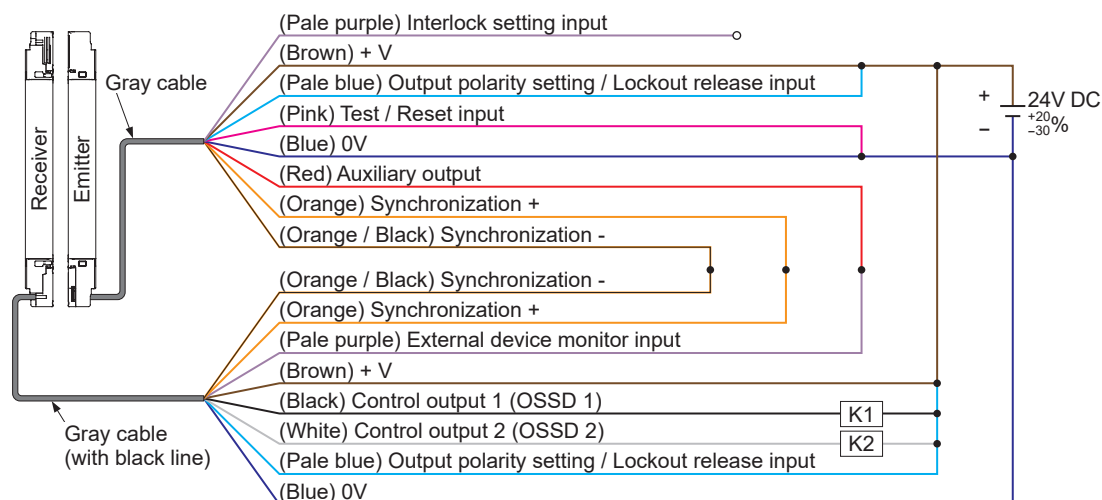 (Pale purple) Interlock setting input
(Brown) + V
(Pale blue) Output polarity setting / Lockout release input
(Pink) Test / Reset input
(Blue) 0V
(Red) Auxiliary output
(Orange) Synchronization +
(Orange / Black) Synchronization -
Gray cable
Receiver
Emitter
+
24V DC
+20
-30%
−
(Orange / Black) Synchronization -
(Orange) Synchronization +
(Pale purple) External device monitor input
(Brown) + V
(Black) Control output 1 (OSSD 1)
K1
(White) Control output 2 (OSSD 2)
K2
(Pale blue) Output polarity setting / Lockout release input
(Blue) 0V
Gray cable
(with black line)